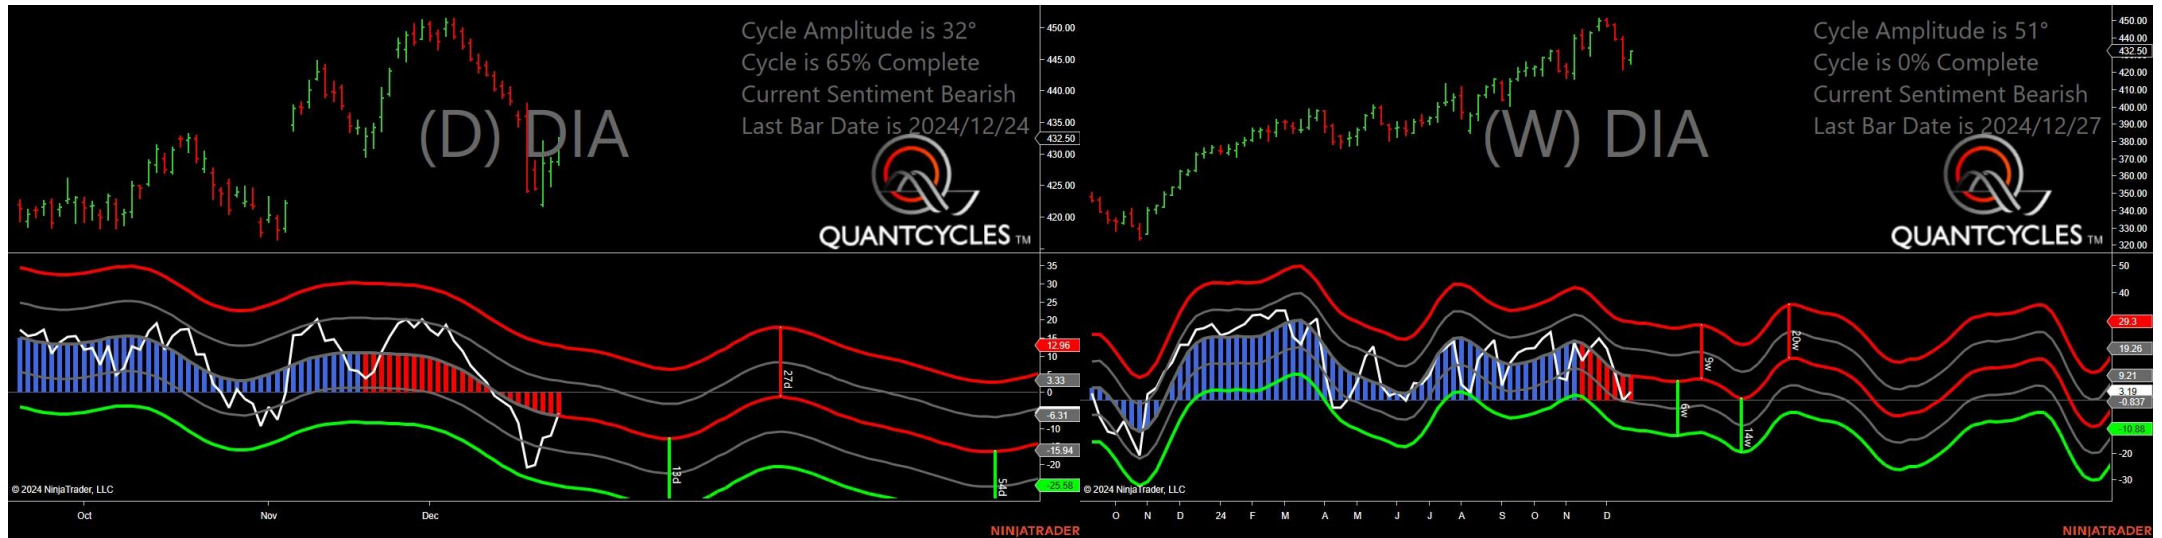 Cycle Amplitude is 32°
Cycle is 65% Complete
Current Sentiment Bearish
Last Bar Date is 2024/12/24
(D) DIA
QUANTCYCLES TM
450.00
445.00
440.00
435.00
432.50
430.00
425.00
420.00
35
30
25
20
15
12.96
10
5
3.33
0
-6.31
-10
-15.94
-20
-25.58
27d
13d
54d
© 2024 NinjaTrader, LLC
Oct Nov Dec
NINJATRADER
Cycle Amplitude is 51°
Cycle is 0% Complete
Current Sentiment Bearish
Last Bar Date is 2024/12/27
(W) DIA
QUANTCYCLES TM
450.00
440.00
432.50
420.00
410.00
400.00
390.00
380.00
370.00
360.00
350.00
340.00
330.00
320.00
50
40
29.3
19.26
9.21
3.19
-0.837
-10.88
-20
-30
9w
20w
6w
14w
© 2024 NinjaTrader, LLC
O N D 24 F M A M J J A S O N D
NINJATRADER